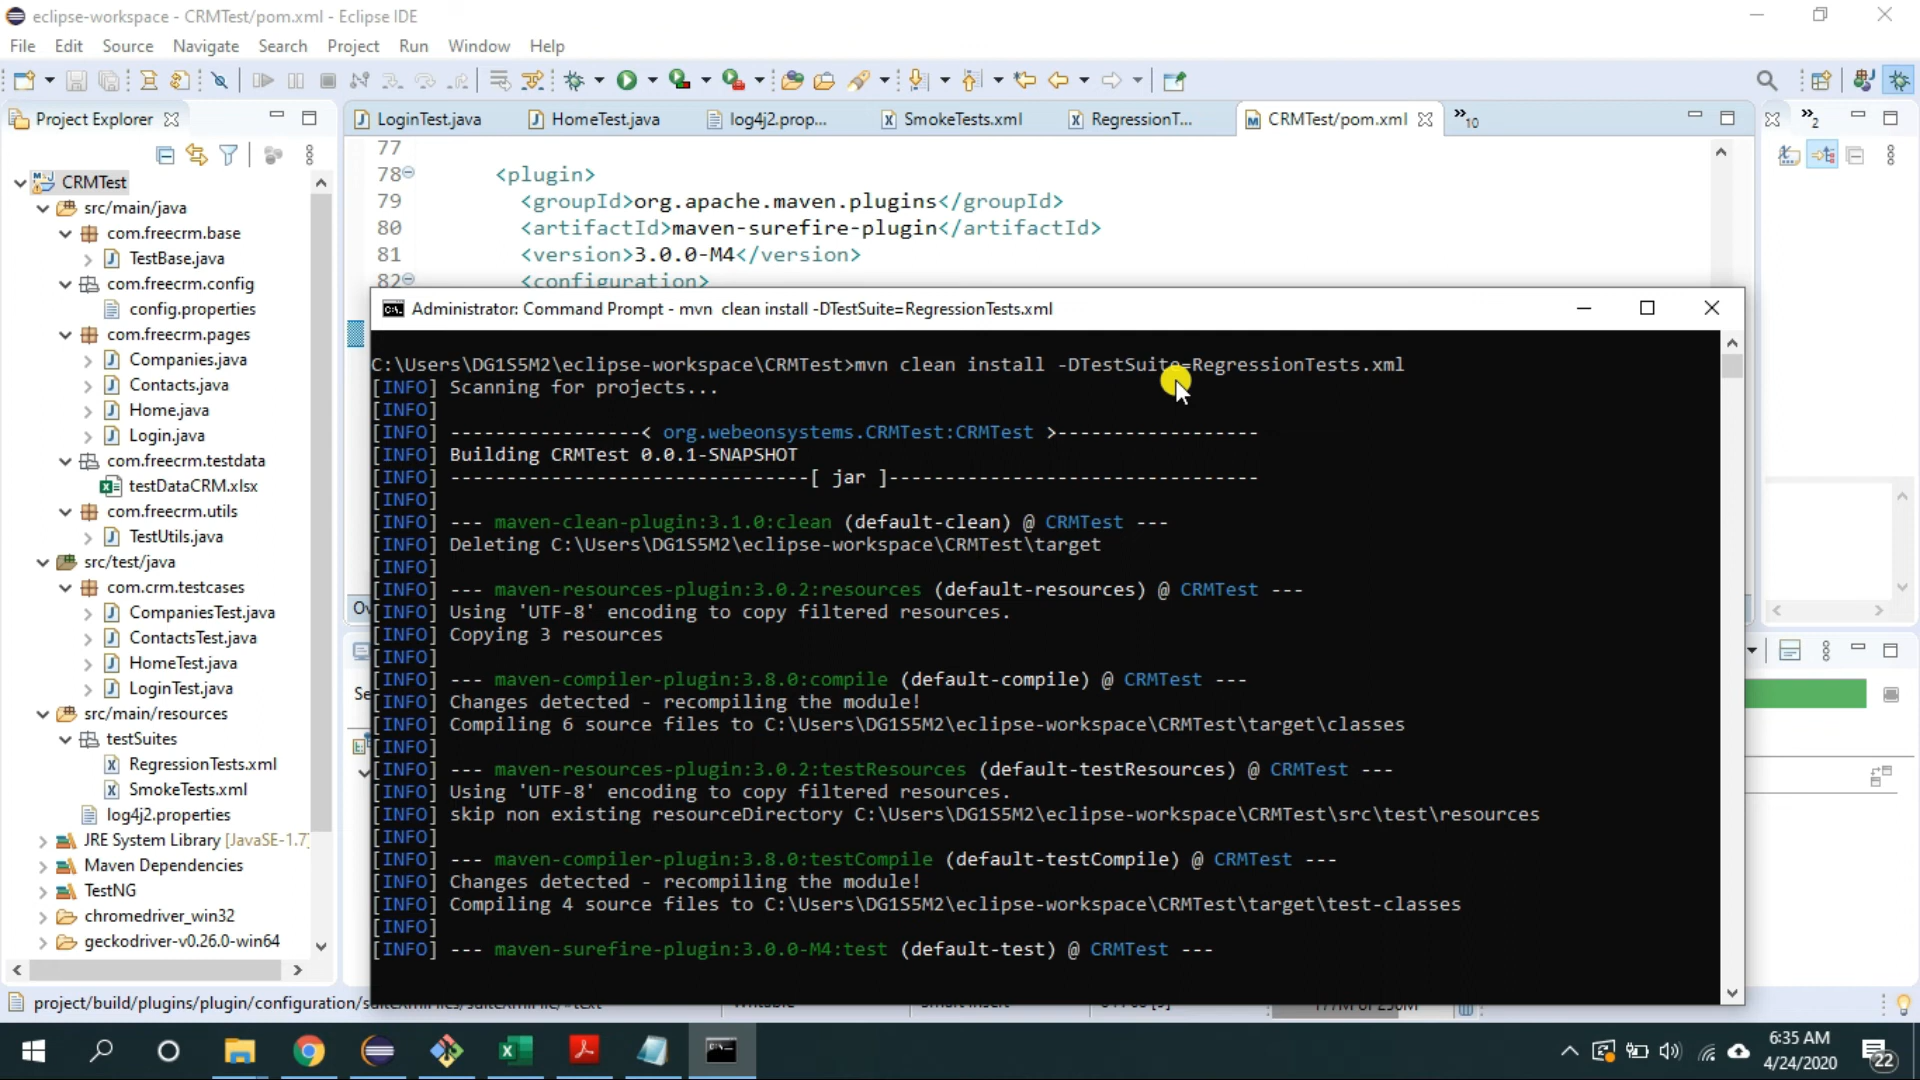 eclipse-workspace - CRMTest/pom.xml - Eclipse IDE
File Edit Source Navigate Search Project Run Window Help
Project Explorer
LoginTest.java HomeTest.java log4j2.prop... SmokeTests.xml RegressionT... CRMTest/pom.xml »10
»2
CRMTest
src/main/java
com.freecrm.base
TestBase.java
com.freecrm.config
config.properties
com.freecrm.pages
Companies.java
Contacts.java
Home.java
Login.java
com.freecrm.testdata
testDataCRM.xlsx
com.freecrm.utils
TestUtils.java
src/test/java
com.crm.testcases
CompaniesTest.java
ContactsTest.java
HomeTest.java
LoginTest.java
src/main/resources
testSuites
RegressionTests.xml
SmokeTests.xml
log4j2.properties
JRE System Library [JavaSE-1.7]
Maven Dependencies
TestNG
chromedriver_win32
geckodriver-v0.26.0-win64
77
78 <plugin>
79 <groupId>org.apache.maven.plugins</groupId>
80 <artifactId>maven-surefire-plugin</artifactId>
81 <version>3.0.0-M4</version>
82 <configuration>
Administrator: Command Prompt - mvn clean install -DTestSuite=RegressionTests.xml
C:\Users\DG1S5M2\eclipse-workspace\CRMTest>mvn clean install -DTestSuite=RegressionTests.xml
[INFO] Scanning for projects...
[INFO]
[INFO] -----------------< org.webeonsystems.CRMTest:CRMTest >------------------
[INFO] Building CRMTest 0.0.1-SNAPSHOT
[INFO] --------------------------------[ jar ]---------------------------------
[INFO]
[INFO] --- maven-clean-plugin:3.1.0:clean (default-clean) @ CRMTest ---
[INFO] Deleting C:\Users\DG1S5M2\eclipse-workspace\CRMTest\target
[INFO]
[INFO] --- maven-resources-plugin:3.0.2:resources (default-resources) @ CRMTest ---
[INFO] Using 'UTF-8' encoding to copy filtered resources.
[INFO] Copying 3 resources
[INFO]
[INFO] --- maven-compiler-plugin:3.8.0:compile (default-compile) @ CRMTest ---
[INFO] Changes detected - recompiling the module!
[INFO] Compiling 6 source files to C:\Users\DG1S5M2\eclipse-workspace\CRMTest\target\classes
[INFO]
[INFO] --- maven-resources-plugin:3.0.2:testResources (default-testResources) @ CRMTest ---
[INFO] Using 'UTF-8' encoding to copy filtered resources.
[INFO] skip non existing resourceDirectory C:\Users\DG1S5M2\eclipse-workspace\CRMTest\src\test\resources
[INFO]
[INFO] --- maven-compiler-plugin:3.8.0:testCompile (default-testCompile) @ CRMTest ---
[INFO] Changes detected - recompiling the module!
[INFO] Compiling 4 source files to C:\Users\DG1S5M2\eclipse-workspace\CRMTest\target\test-classes
[INFO]
[INFO] --- maven-surefire-plugin:3.0.0-M4:test (default-test) @ CRMTest ---
project/build/plugins/plugin/configuration/
6:35 AM
4/24/2020
22